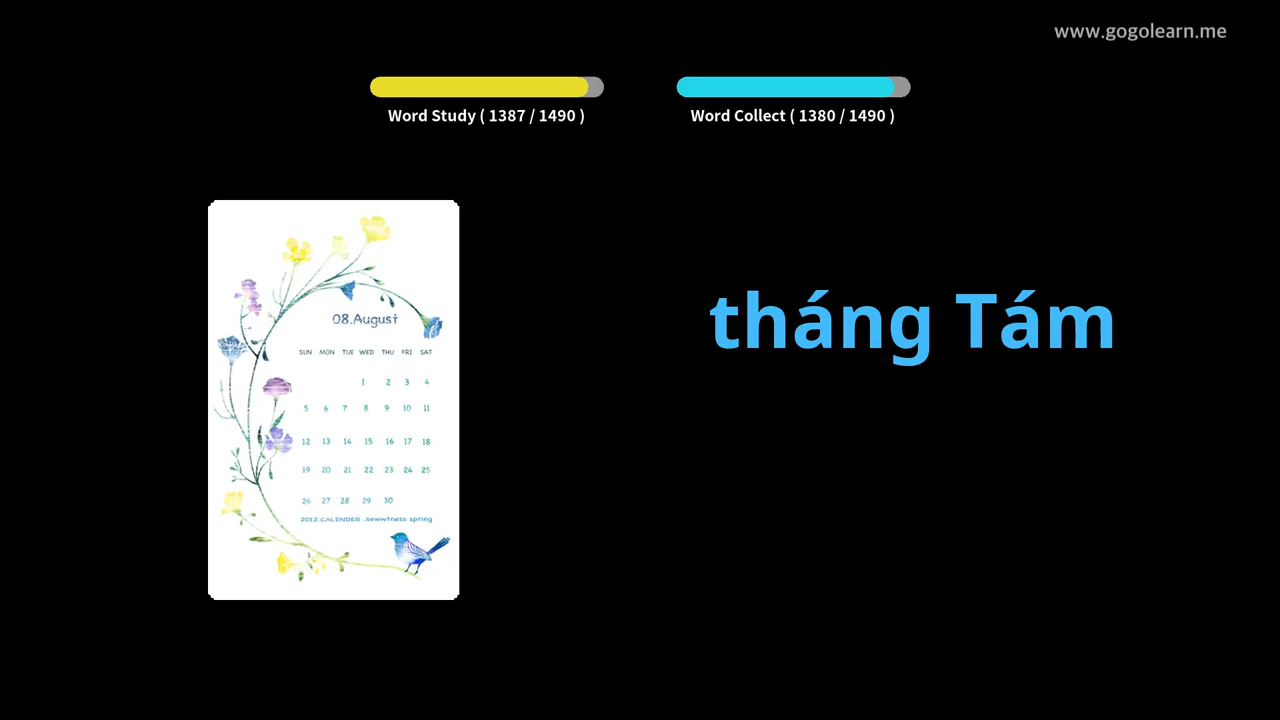 www.gogolearn.me
Word Study ( 1387 / 1490 )
Word Collect ( 1380 / 1490 )
tháng Tám
08.August
SUN MON TUE WED THU FRI SAT
1 2 3 4
5 6 7 8 9 10 11
12 13 14 15 16 17 18
19 20 21 22 23 24 25
26 27 28 29 30
2012.CALENDER .sewwtness spring